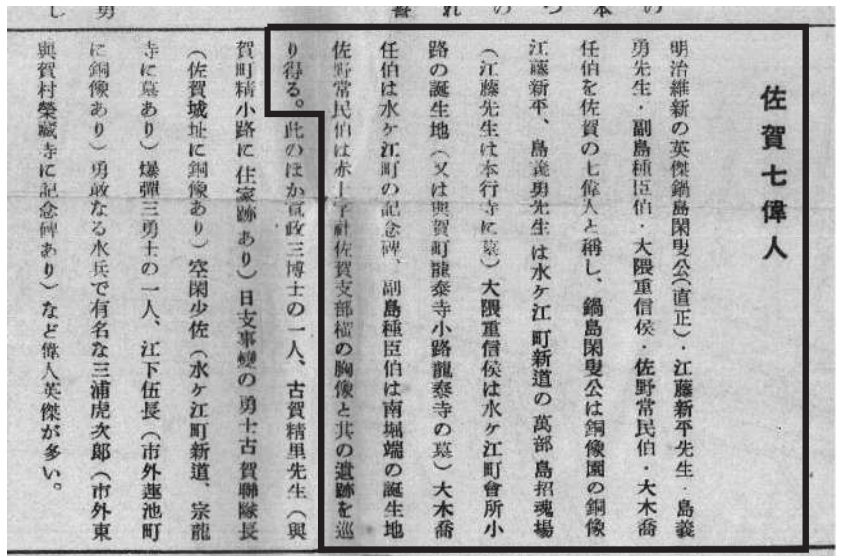 佐賀七偉人
明治維新の英傑鍋島閑叟公(直正)・江藤新平先生・島義
勇先生・副島種臣伯・大隈重信侯・佐野常民伯・大木喬
任伯を佐賀の七偉人と稱し、鍋島閑叟公は銅像園の銅像
江藤新平、島義勇先生は水ケ江町新道の萬部島招魂場
(江藤先生は本行寺に墓)大隈重信侯は水ケ江町會所小
路の誕生地(又は與賀町龍泰寺小路龍泰寺の墓)大木喬
任伯は水ケ江町の記念碑、副島種臣伯は南堀端の誕生地
佐野常民伯は赤十字社佐賀支部橫の胸像と其の遺跡を巡
り得る。此のほか寛政三博士の一人、古賀精里先生(與
賀町精小路に住家跡あり)日支事變の勇士古賀聯隊長
(佐賀城址に銅像あり)空閑少佐(水ケ江町新道、宗龍
寺に墓あり)爆彈三勇士の一人、江下伍長(市外蓮池町
に銅像あり)勇敢なる水兵で有名な三浦虎次郞(市外東
與賀村榮藏寺に記念碑あり)など偉人英傑が多い。